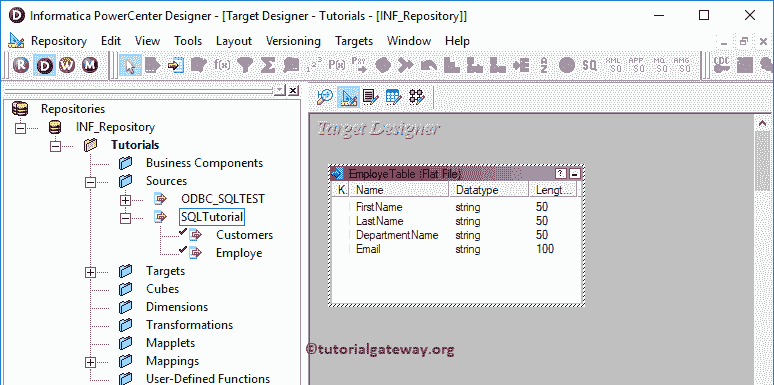 Informatica PowerCenter Designer - [Target Designer - Tutorials - [INF_Repository]]
Repository Edit View Tools Layout Versioning Targets Window Help
R D W M f(x) Σ 1²3 P(x) Px→ A Z SQ XML SQ APP SQ MQ SQ AMG SQ CDC
Repositories
INF_Repository
Tutorials
Business Components
Sources
ODBC_SQLTEST
SQLTutorial
Customers
Employe
Targets
Cubes
Dimensions
Transformations
Mapplets
Mappings
User-Defined Functions
Target Designer
EmployeTable (Flat File)
K. Name Datatype Lengt...
FirstName string 50
LastName string 50
DepartmentName string 50
Email string 100
©tutorialgateway.org